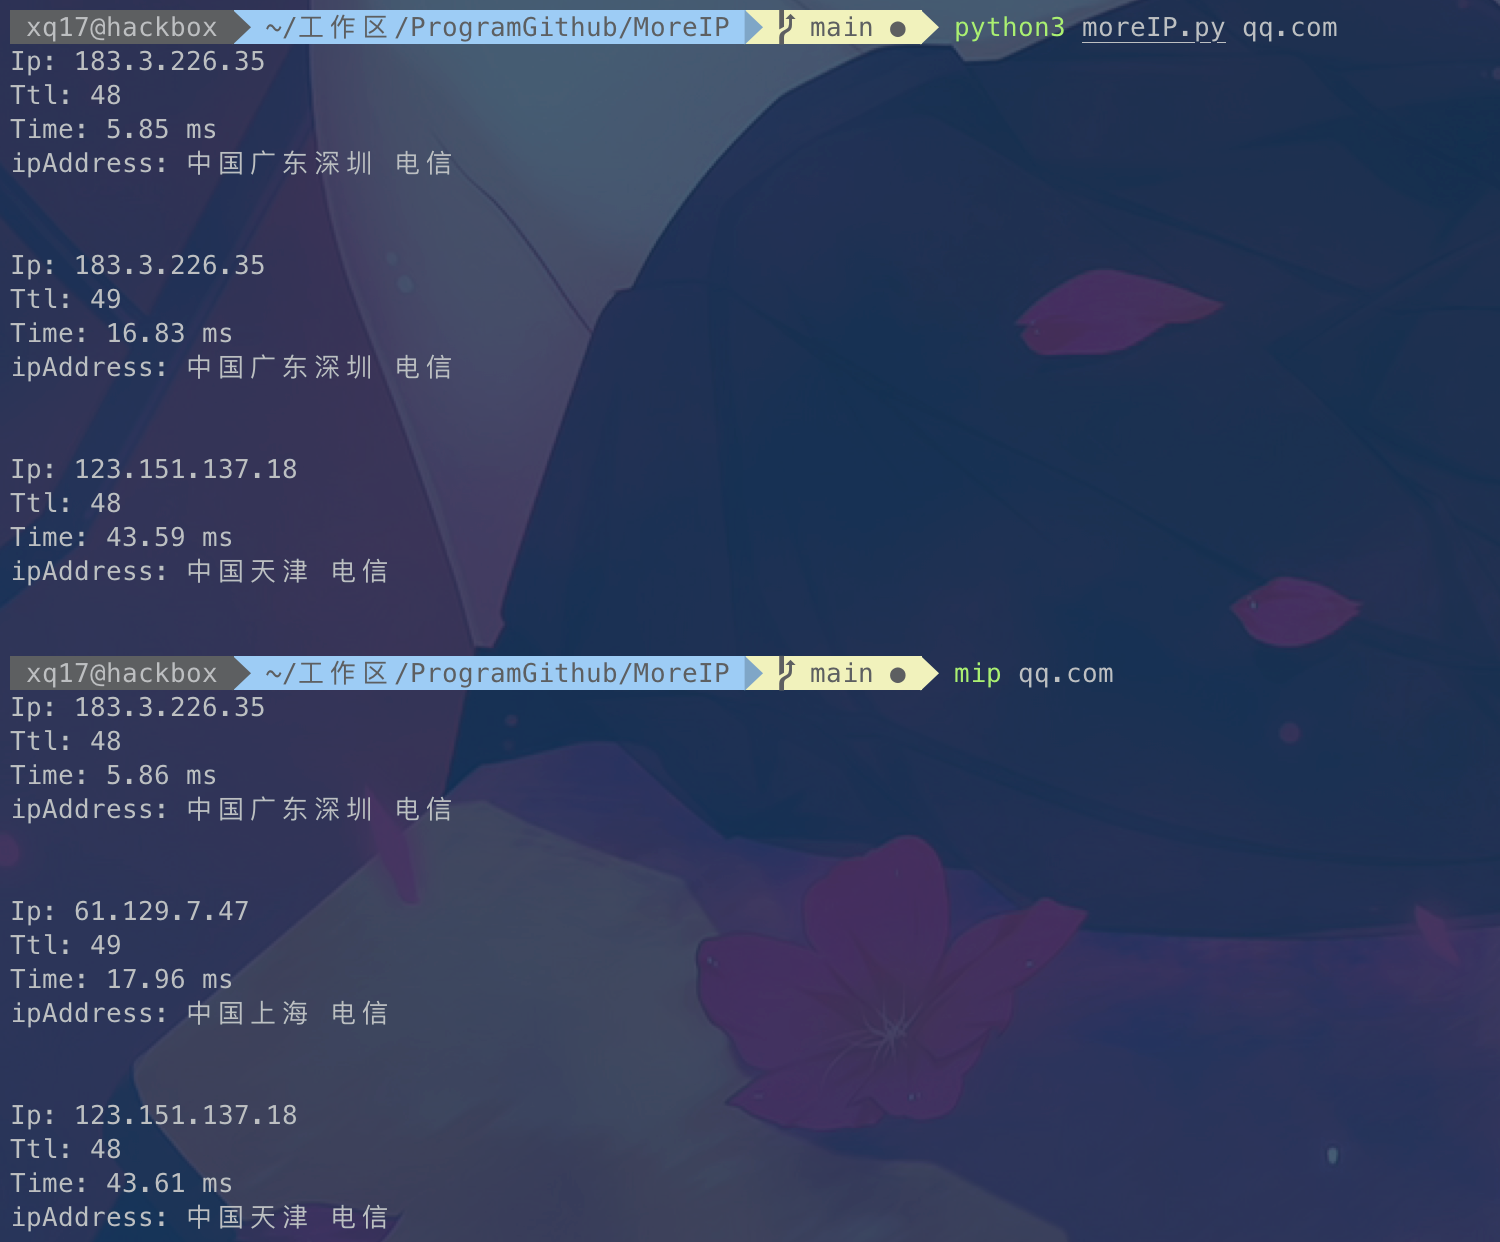 xq17@hackbox ~/工作区/ProgramGithub/MoreIP main ● python3 moreIP.py qq.com
Ip: 183.3.226.35
Ttl: 48
Time: 5.85 ms
ipAddress: 中国广东深圳 电信
Ip: 183.3.226.35
Ttl: 49
Time: 16.83 ms
ipAddress: 中国广东深圳 电信
Ip: 123.151.137.18
Ttl: 48
Time: 43.59 ms
ipAddress: 中国天津 电信
xq17@hackbox ~/工作区/ProgramGithub/MoreIP main ● mip qq.com
Ip: 183.3.226.35
Ttl: 48
Time: 5.86 ms
ipAddress: 中国广东深圳 电信
Ip: 61.129.7.47
Ttl: 49
Time: 17.96 ms
ipAddress: 中国上海 电信
Ip: 123.151.137.18
Ttl: 48
Time: 43.61 ms
ipAddress: 中国天津 电信